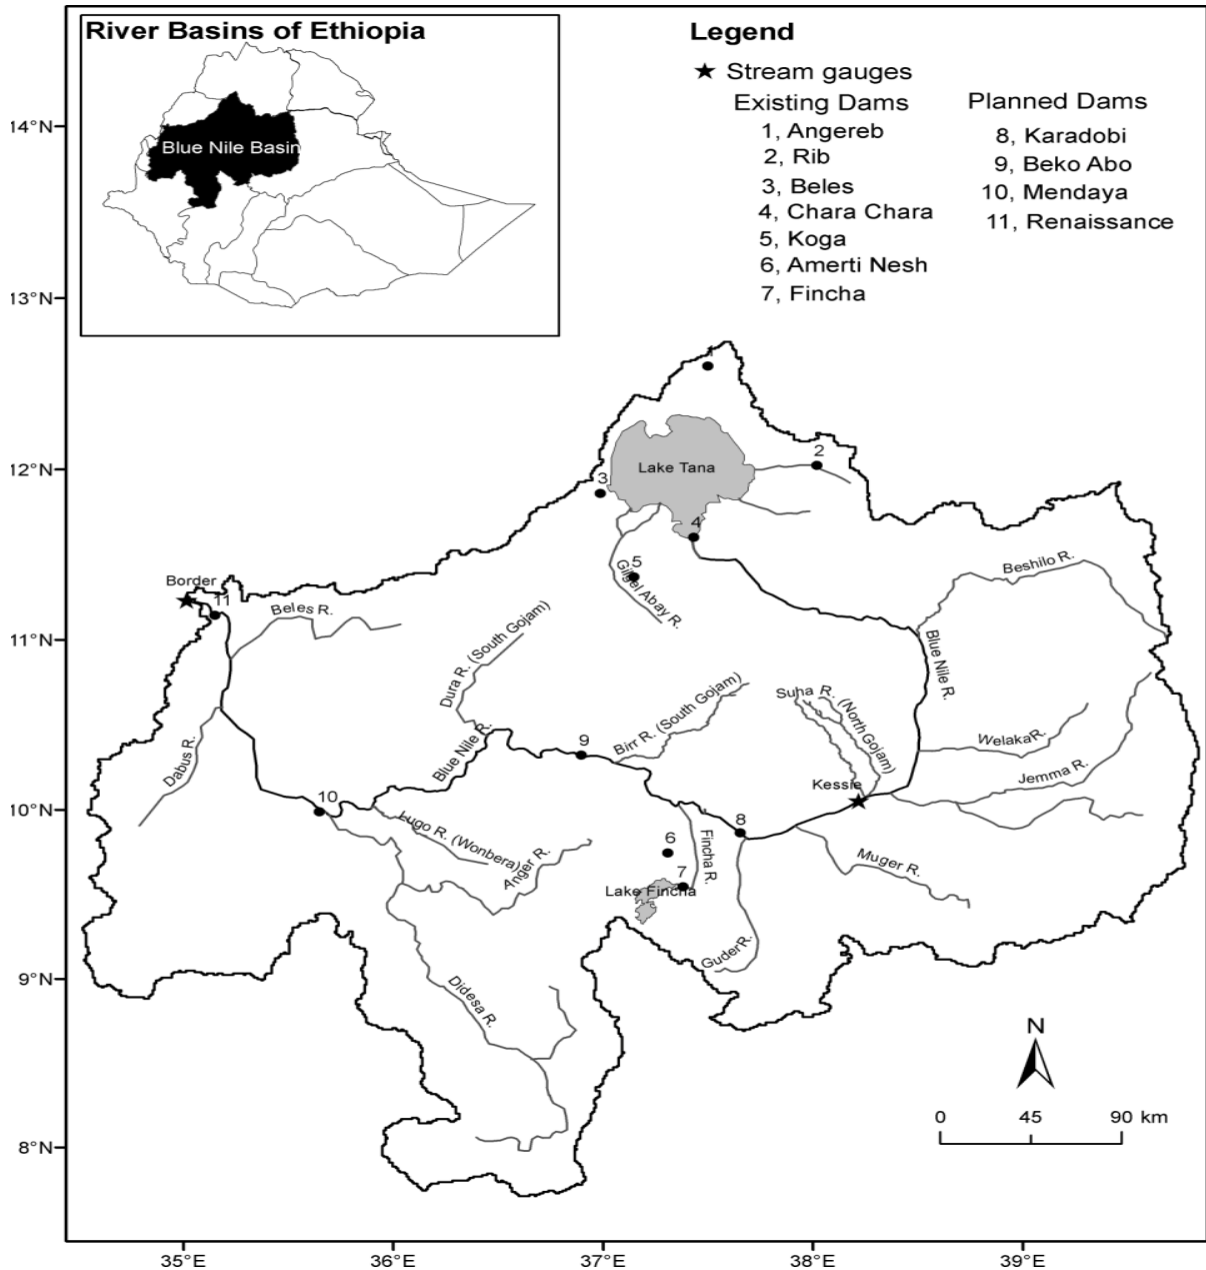 River Basins of Ethiopia
Blue Nile Basin
Legend
Stream gauges
Existing Dams
1, Angereb
2, Rib
3, Beles
4, Chara Chara
5, Koga
6, Amerti Nesh
7, Fincha
Planned Dams
8, Karadobi
9, Beko Abo
10, Mendaya
11, Renaissance
14°N
13°N
12°N
11°N
10°N
9°N
8°N
1
2
Lake Tana
3
4
5
Gilgel Abay R.
Beshilo R.
Border
11
Beles R.
Dura R. (South Gojam)
Blue Nile R.
Suha R. (North Gojam)
Birr R. (South Gojam)
Welaka R.
Dabus R.
Blue Nile R.
9
Jemma R.
Kessie
10
Lugo R. (Wonbera)
8
6
Fincha R.
Anger R.
Muger R.
7
Lake Fincha
Guder R.
Didesa R.
N
0 45 90 km
35°E 36°E 37°E 38°E 39°E